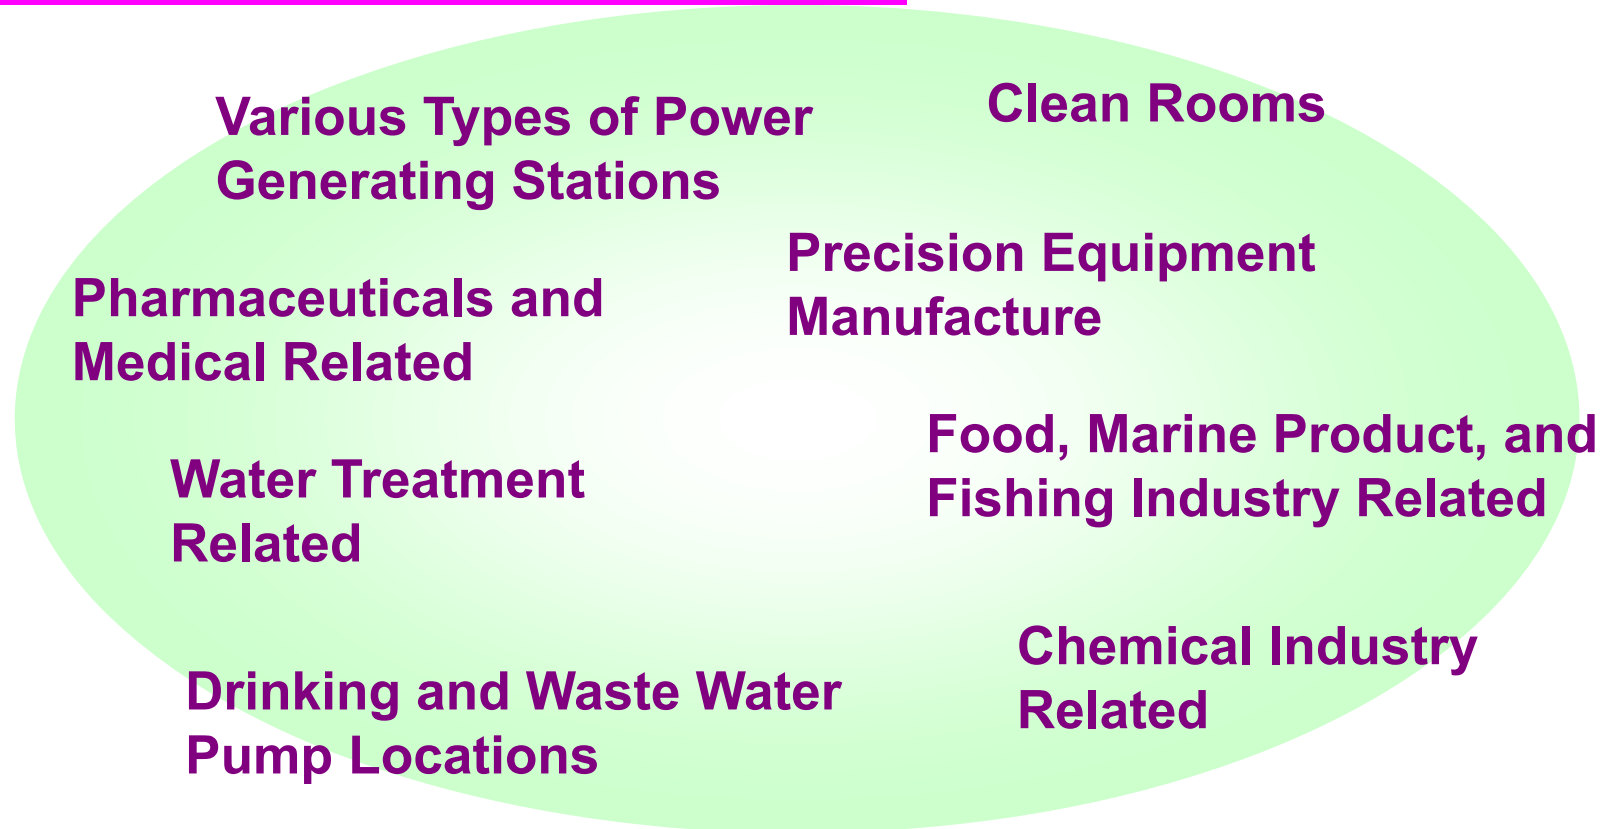 Various Types of Power
Generating Stations
Clean Rooms
Precision Equipment
Manufacture
Pharmaceuticals and
Medical Related
Food, Marine Product, and
Fishing Industry Related
Water Treatment
Related
Chemical Industry
Related
Drinking and Waste Water
Pump Locations